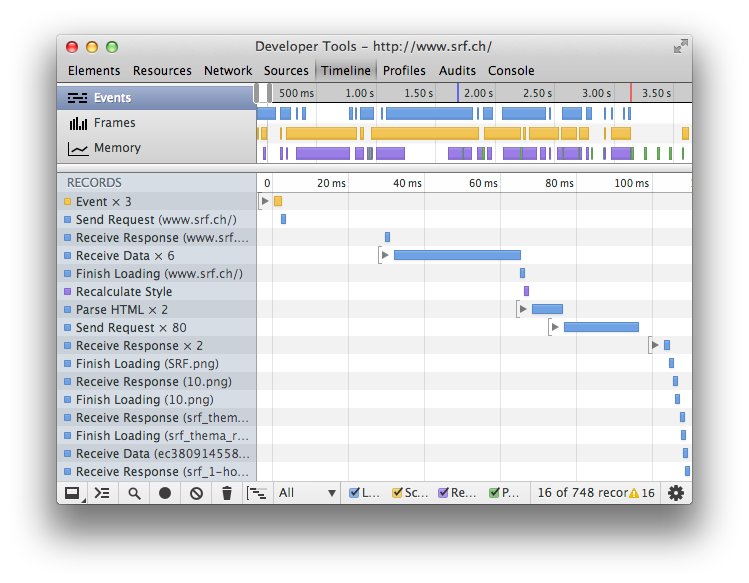 Developer Tools – http://www.srf.ch/
Elements Resources Network Sources Timeline Profiles Audits Console
Events
500 ms 1.00 s 1.50 s 2.00 s 2.50 s 3.00 s 3.50 s
Frames
Memory
RECORDS
0 20 ms 40 ms 60 ms 80 ms 100 ms
Event × 3
Send Request (www.srf.ch/)
Receive Response (www.srf.…
Receive Data × 6
Finish Loading (www.srf.ch/)
Recalculate Style
Parse HTML × 2
Send Request × 80
Receive Response × 2
Finish Loading (SRF.png)
Receive Response (10.png)
Finish Loading (10.png)
Receive Response (srf_them…
Finish Loading (srf_thema_r…
Receive Data (ec380914558…
Receive Response (srf_1-ho…
All L… Sc… Re… P… 16 of 748 recor 16